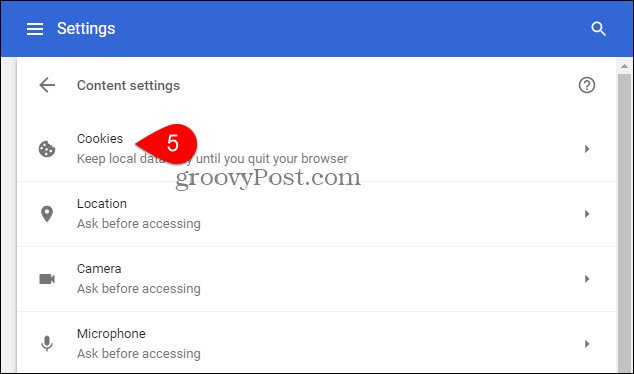 Settings
Content settings
Cookies
5
Keep local data until you quit your browser
groovyPost.com
Location
Ask before accessing
Camera
Ask before accessing
Microphone
Ask before accessing